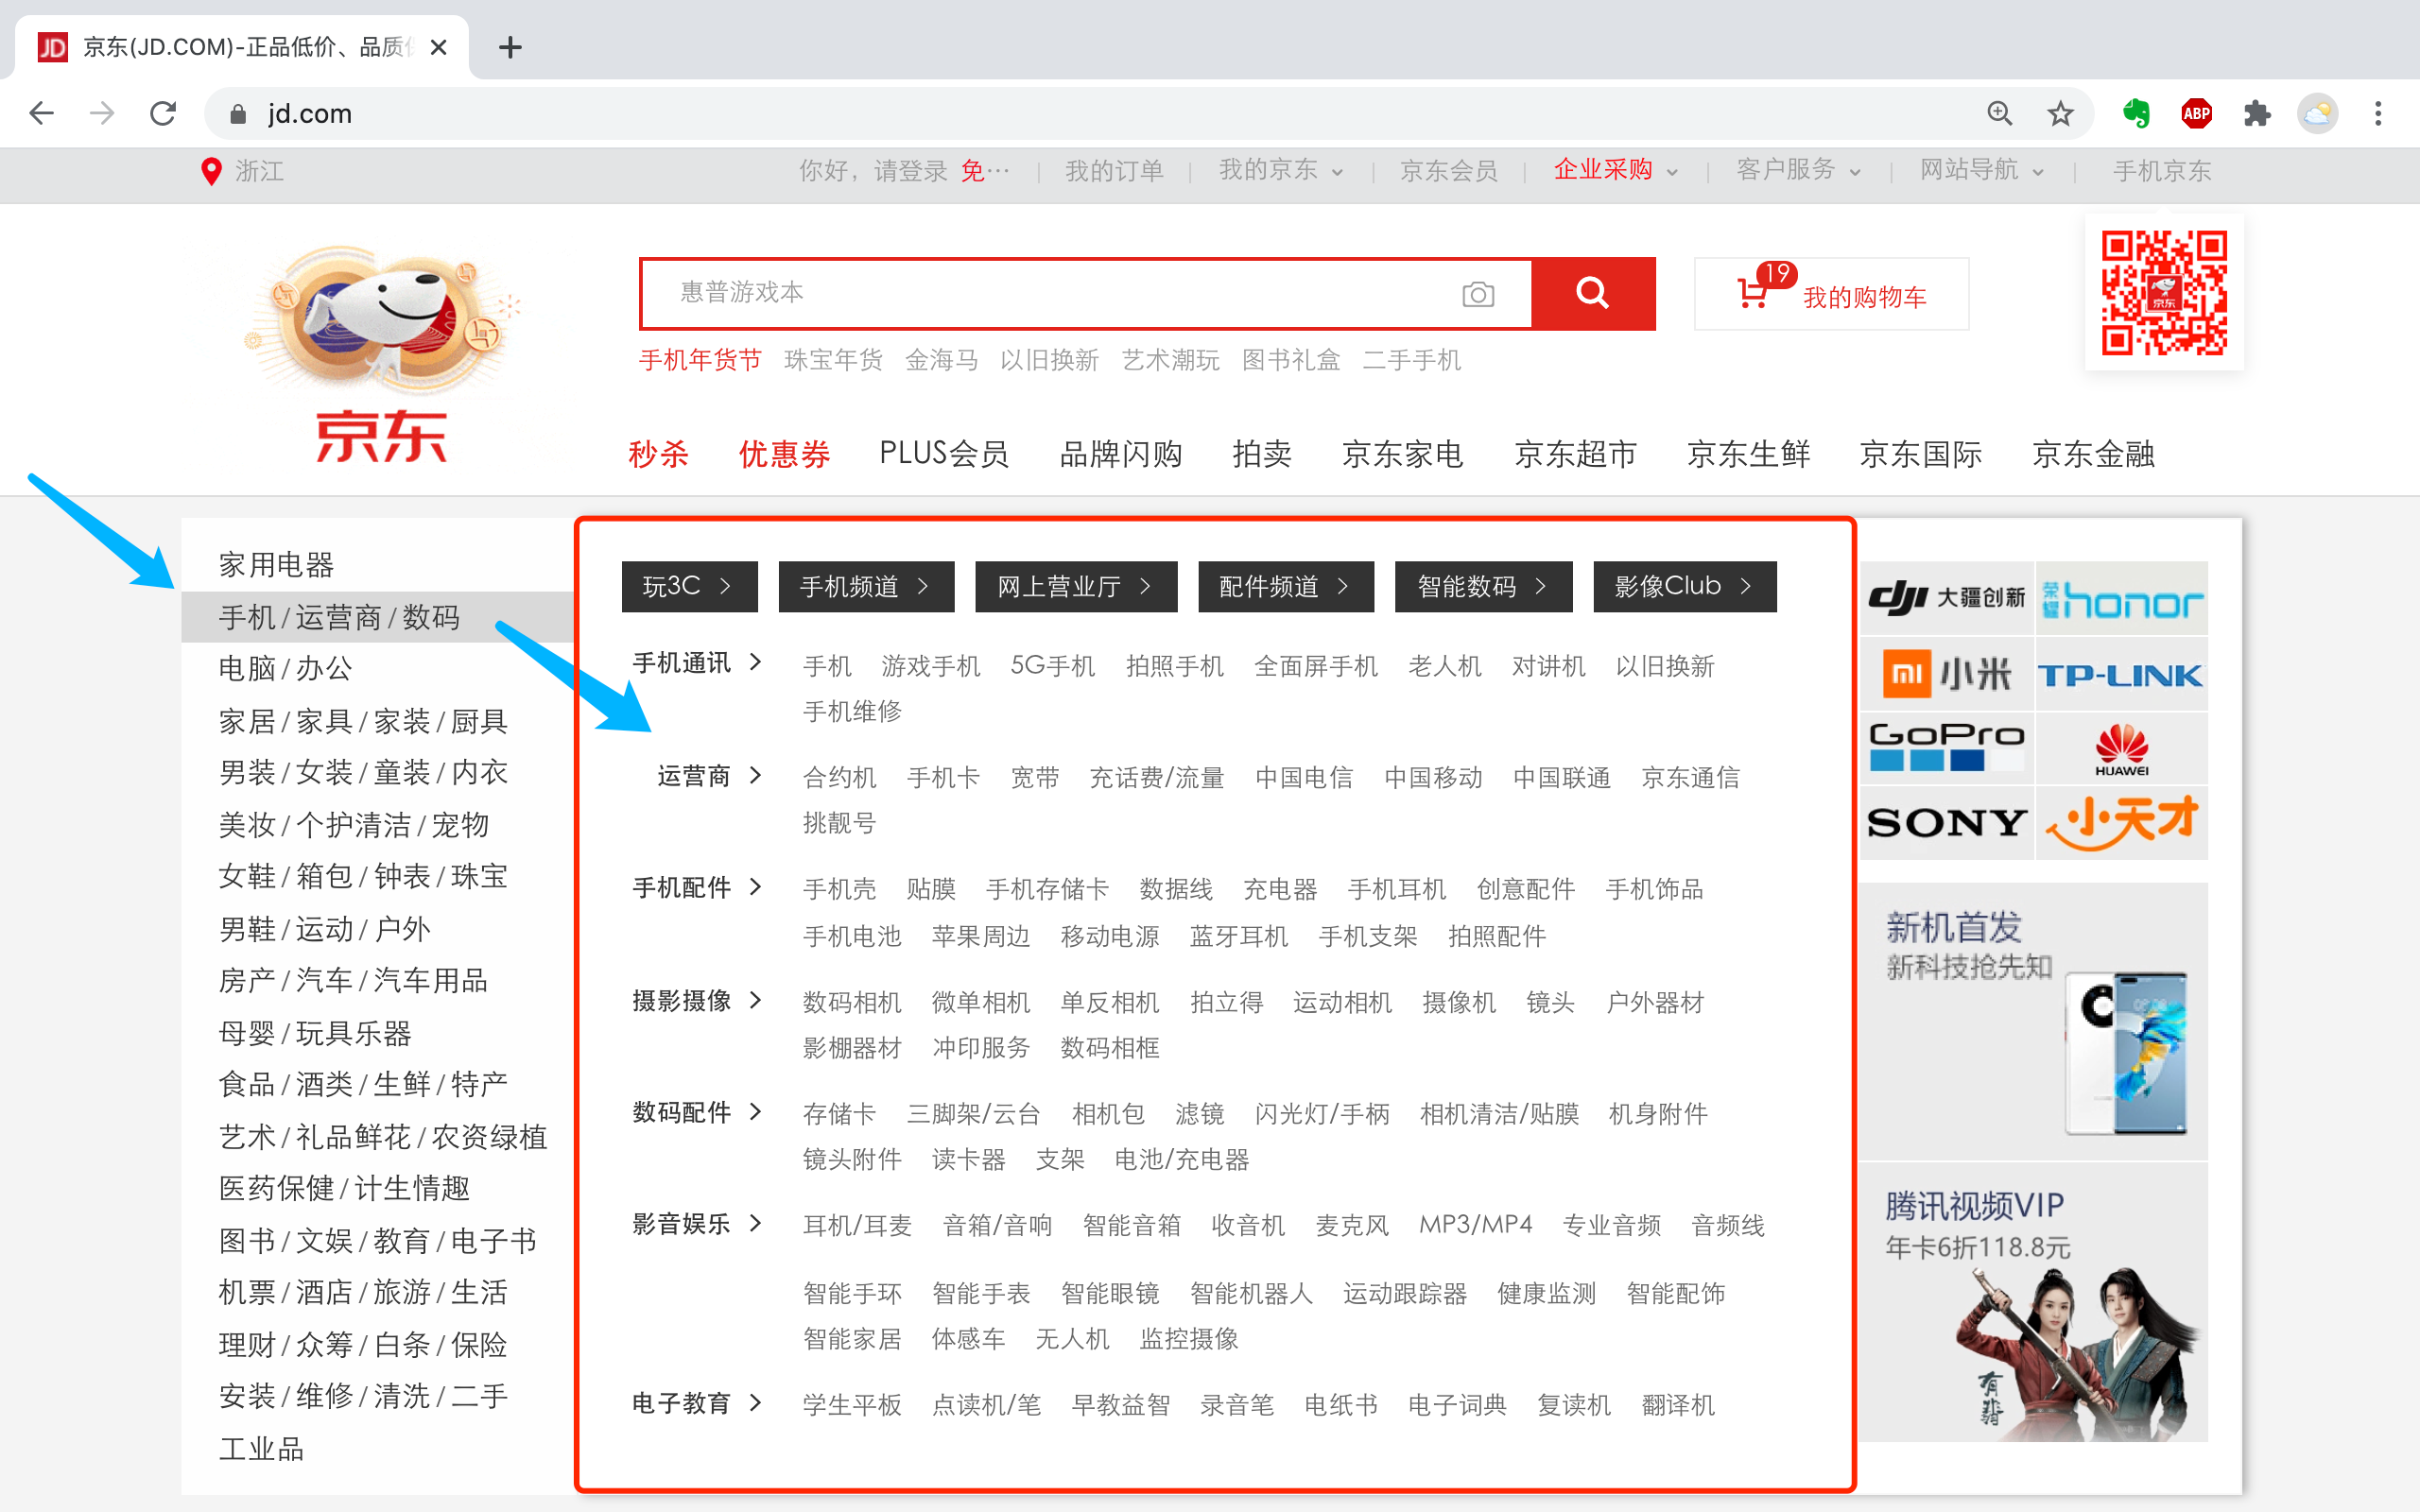 京东(JD.COM)-正品低价、品质
jd.com
ABP
浙江
你好，请登录 免… 我的订单 我的京东 京东会员 企业采购 客户服务 网站导航 手机京东
惠普游戏本
19
我的购物车
京东
手机年货节 珠宝年货 金海马 以旧换新 艺术潮玩 图书礼盒 二手手机
京东
秒杀 优惠券 PLUS会员 品牌闪购 拍卖 京东家电 京东超市 京东生鲜 京东国际 京东金融
家用电器
手机 / 运营商 / 数码
电脑 / 办公
家居 / 家具 / 家装 / 厨具
男装 / 女装 / 童装 / 内衣
美妆 / 个护清洁 / 宠物
女鞋 / 箱包 / 钟表 / 珠宝
男鞋 / 运动 / 户外
房产 / 汽车 / 汽车用品
母婴 / 玩具乐器
食品 / 酒类 / 生鲜 / 特产
艺术 / 礼品鲜花 / 农资绿植
医药保健 / 计生情趣
图书 / 文娱 / 教育 / 电子书
机票 / 酒店 / 旅游 / 生活
理财 / 众筹 / 白条 / 保险
安装 / 维修 / 清洗 / 二手
工业品
玩3C > 手机频道 > 网上营业厅 > 配件频道 > 智能数码 > 影像Club >
手机通讯 > 手机 游戏手机 5G手机 拍照手机 全面屏手机 老人机 对讲机 以旧换新
手机维修
运营商 > 合约机 手机卡 宽带 充话费/流量 中国电信 中国移动 中国联通 京东通信
挑靓号
手机配件 > 手机壳 贴膜 手机存储卡 数据线 充电器 手机耳机 创意配件 手机饰品
手机电池 苹果周边 移动电源 蓝牙耳机 手机支架 拍照配件
摄影摄像 > 数码相机 微单相机 单反相机 拍立得 运动相机 摄像机 镜头 户外器材
影棚器材 冲印服务 数码相框
数码配件 > 存储卡 三脚架/云台 相机包 滤镜 闪光灯/手柄 相机清洁/贴膜 机身附件
镜头附件 读卡器 支架 电池/充电器
影音娱乐 > 耳机/耳麦 音箱/音响 智能音箱 收音机 麦克风 MP3/MP4 专业音频 音频线
智能手环 智能手表 智能眼镜 智能机器人 运动跟踪器 健康监测 智能配饰
智能家居 体感车 无人机 监控摄像
电子教育 > 学生平板 点读机/笔 早教益智 录音笔 电纸书 电子词典 复读机 翻译机
dji 大疆创新 荣耀honor
mi 小米 TP-LINK
GoPro HUAWEI
SONY 小天才
新机首发
新科技抢先知
腾讯视频VIP
年卡6折118.8元
有翡